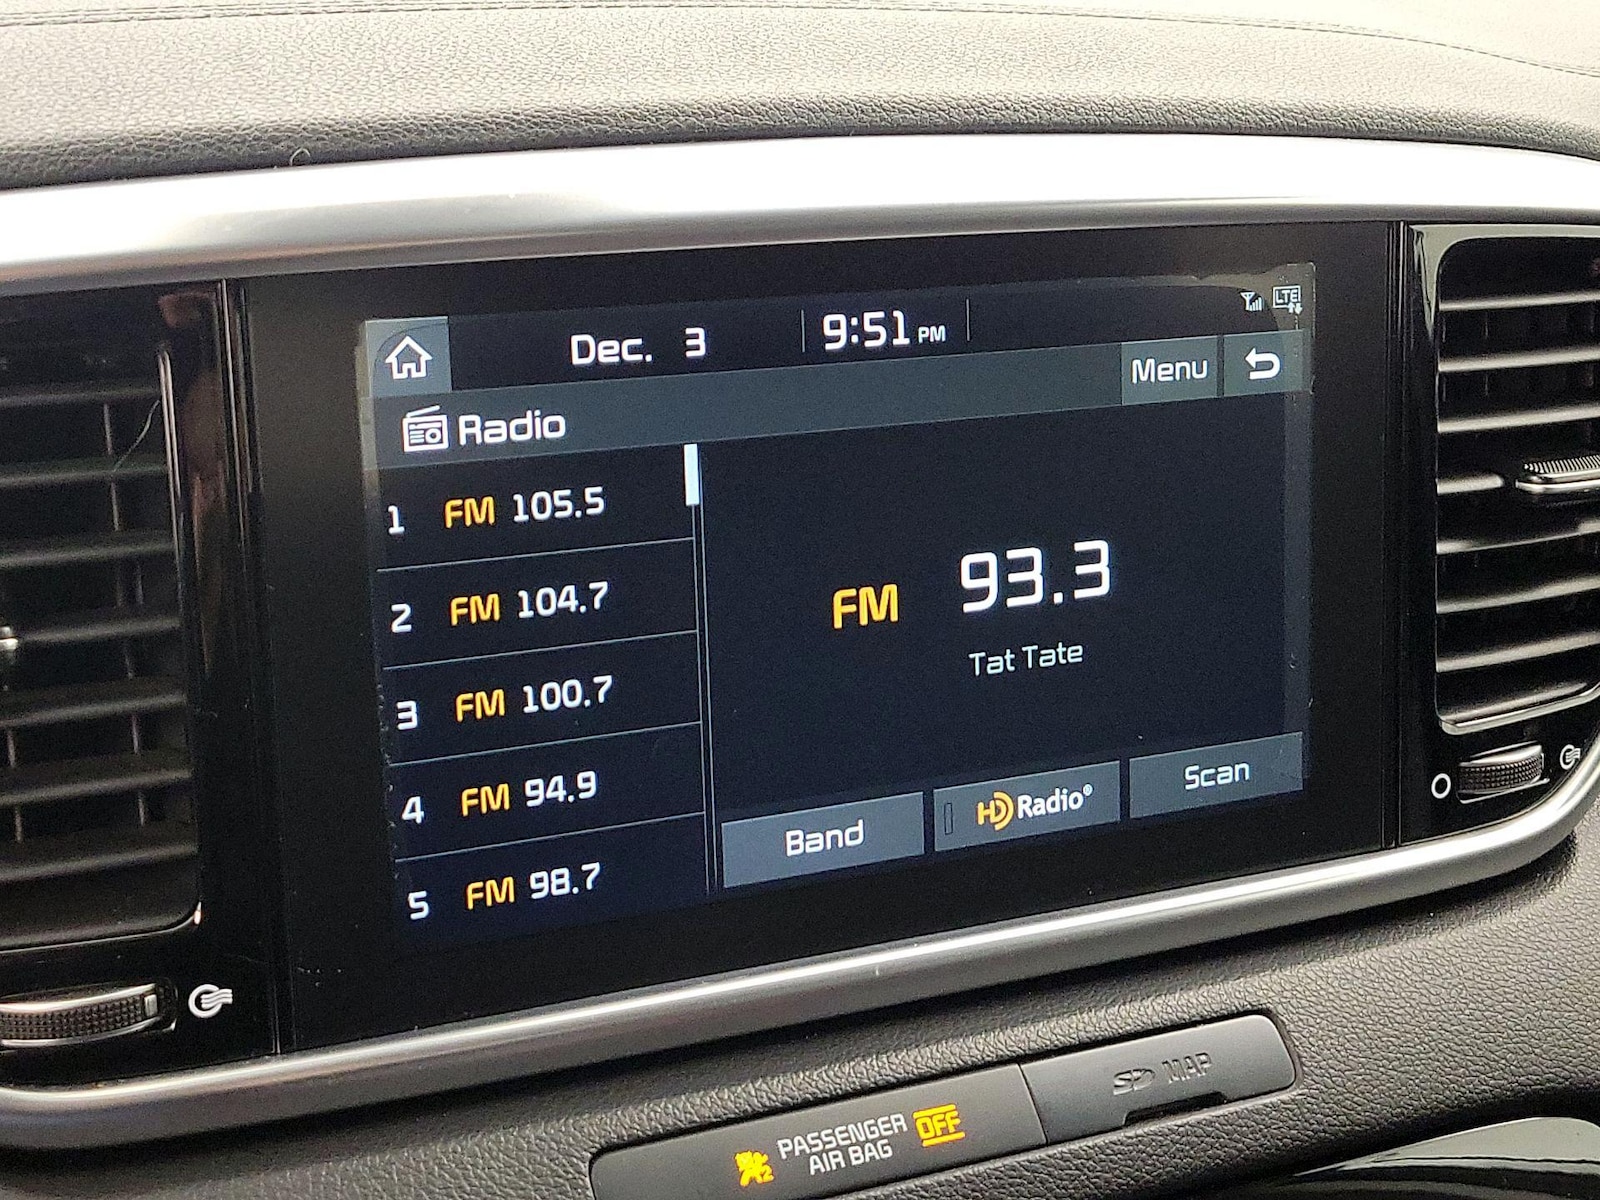 Dec. 3
9:51 PM
LTE
Menu
Radio
1 FM 105.5
2 FM 104.7
3 FM 100.7
4 FM 94.9
5 FM 98.7
FM 93.3
Tat Tate
Band
HD Radio®
Scan
SD MAP
PASSENGER
AIR BAG
OFF
2